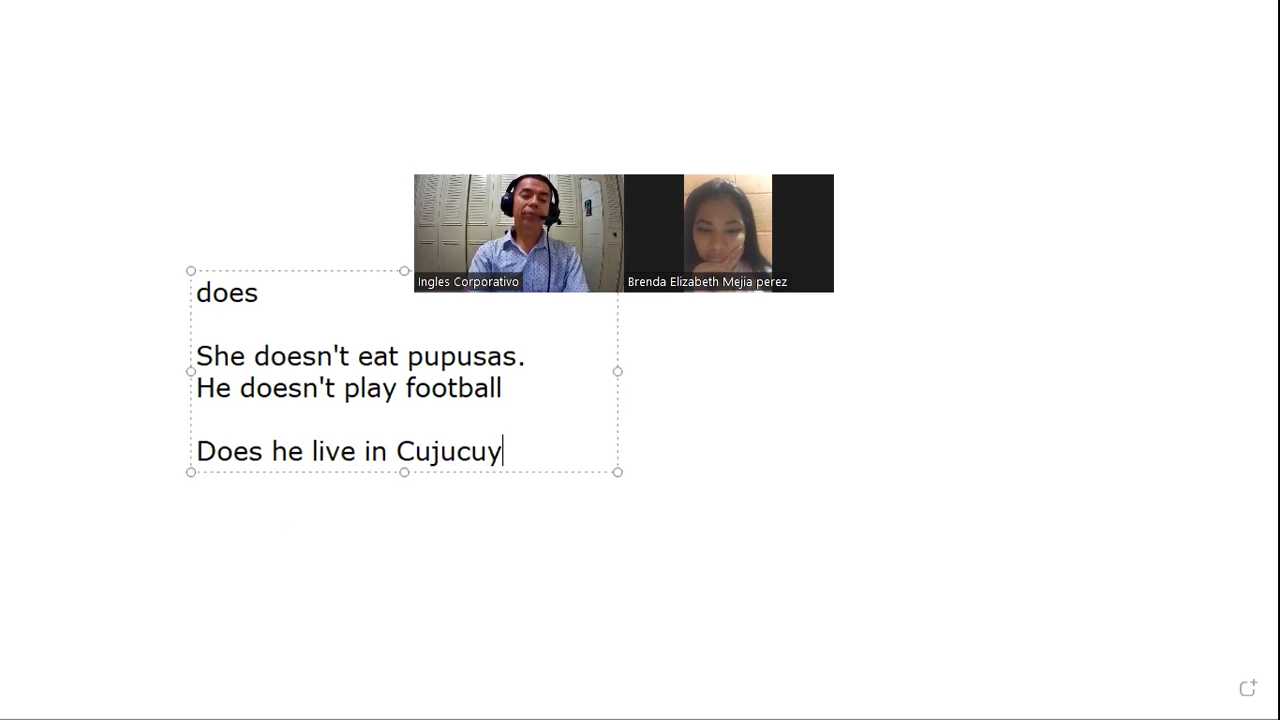 Ingles Corporativo
Brenda Elizabeth Mejia perez
does
She doesn't eat pupusas.
He doesn't play football
Does he live in Cujucuy